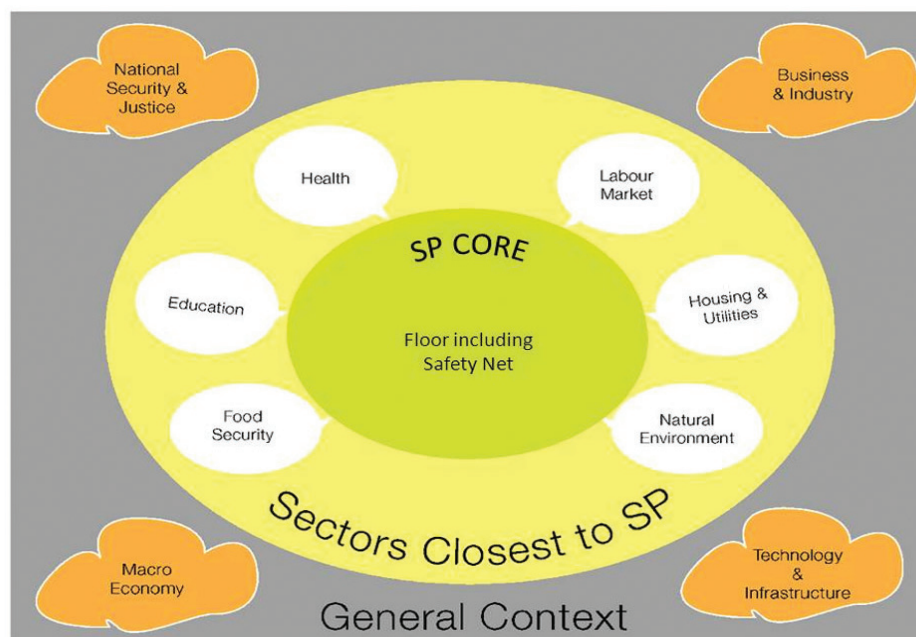 National
Security &
Justice
Business
& Industry
Health
Labour
Market
SP CORE
Education
Housing &
Utilities
Floor including
Safety Net
Food
Security
Natural
Environment
Sectors Closest to SP
Macro
Economy
Technology
&
Infrastructure
General Context